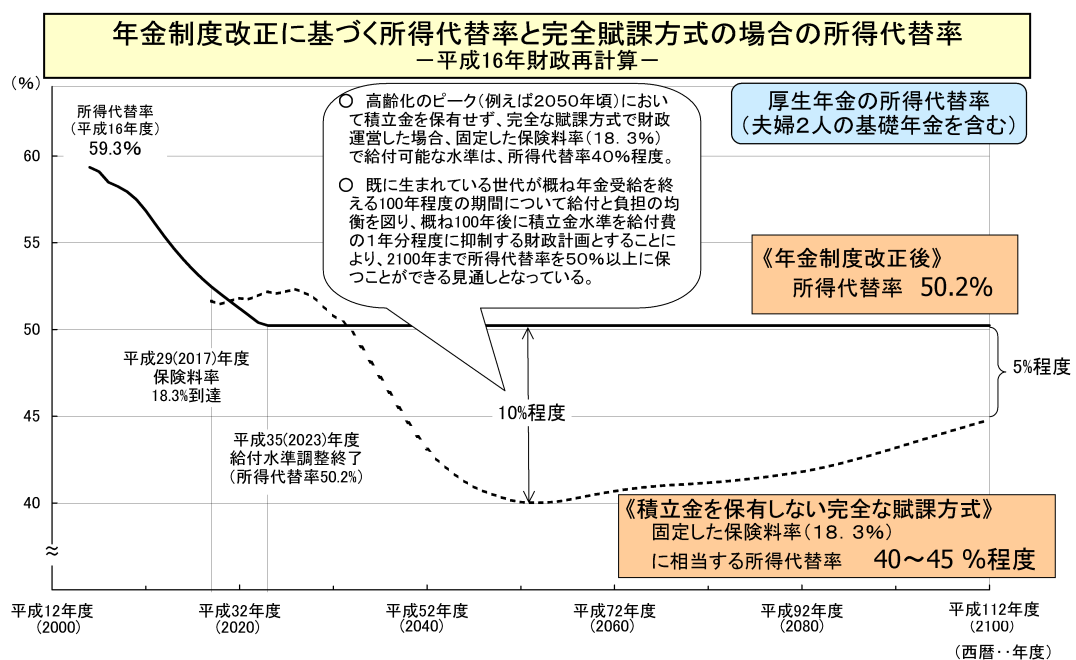 年金制度改正に基づく所得代替率と完全賦課方式の場合の所得代替率
－平成16年財政再計算－
(%)
所得代替率
(平成16年度)
59.3%
○ 高齢化のピーク(例えば2050年頃)におい
て積立金を保有せず、完全な賦課方式で財政
運営した場合、固定した保険料率(18．3%)
で給付可能な水準は、所得代替率40%程度。
○ 既に生まれている世代が概ね年金受給を終
える100年程度の期間について給付と負担の均
衡を図り、概ね100年後に積立金水準を給付費
の１年分程度に抑制する財政計画とすることに
より、2100年まで所得代替率を50%以上に保
つことができる見通しとなっている。
厚生年金の所得代替率
(夫婦２人の基礎年金を含む)
60
55
50
45
40
≈
《年金制度改正後》
所得代替率 50.2%
平成29(2017)年度
保険料率
18.3%到達
平成35(2023)年度
給付水準調整終了
(所得代替率50.2%)
10%程度
5%程度
《積立金を保有しない完全な賦課方式》
固定した保険料率(18．3%)
に相当する所得代替率 40～45 %程度
平成12年度
(2000)
平成32年度
(2020)
平成52年度
(2040)
平成72年度
(2060)
平成92年度
(2080)
平成112年度
(2100)
(西暦‥年度)